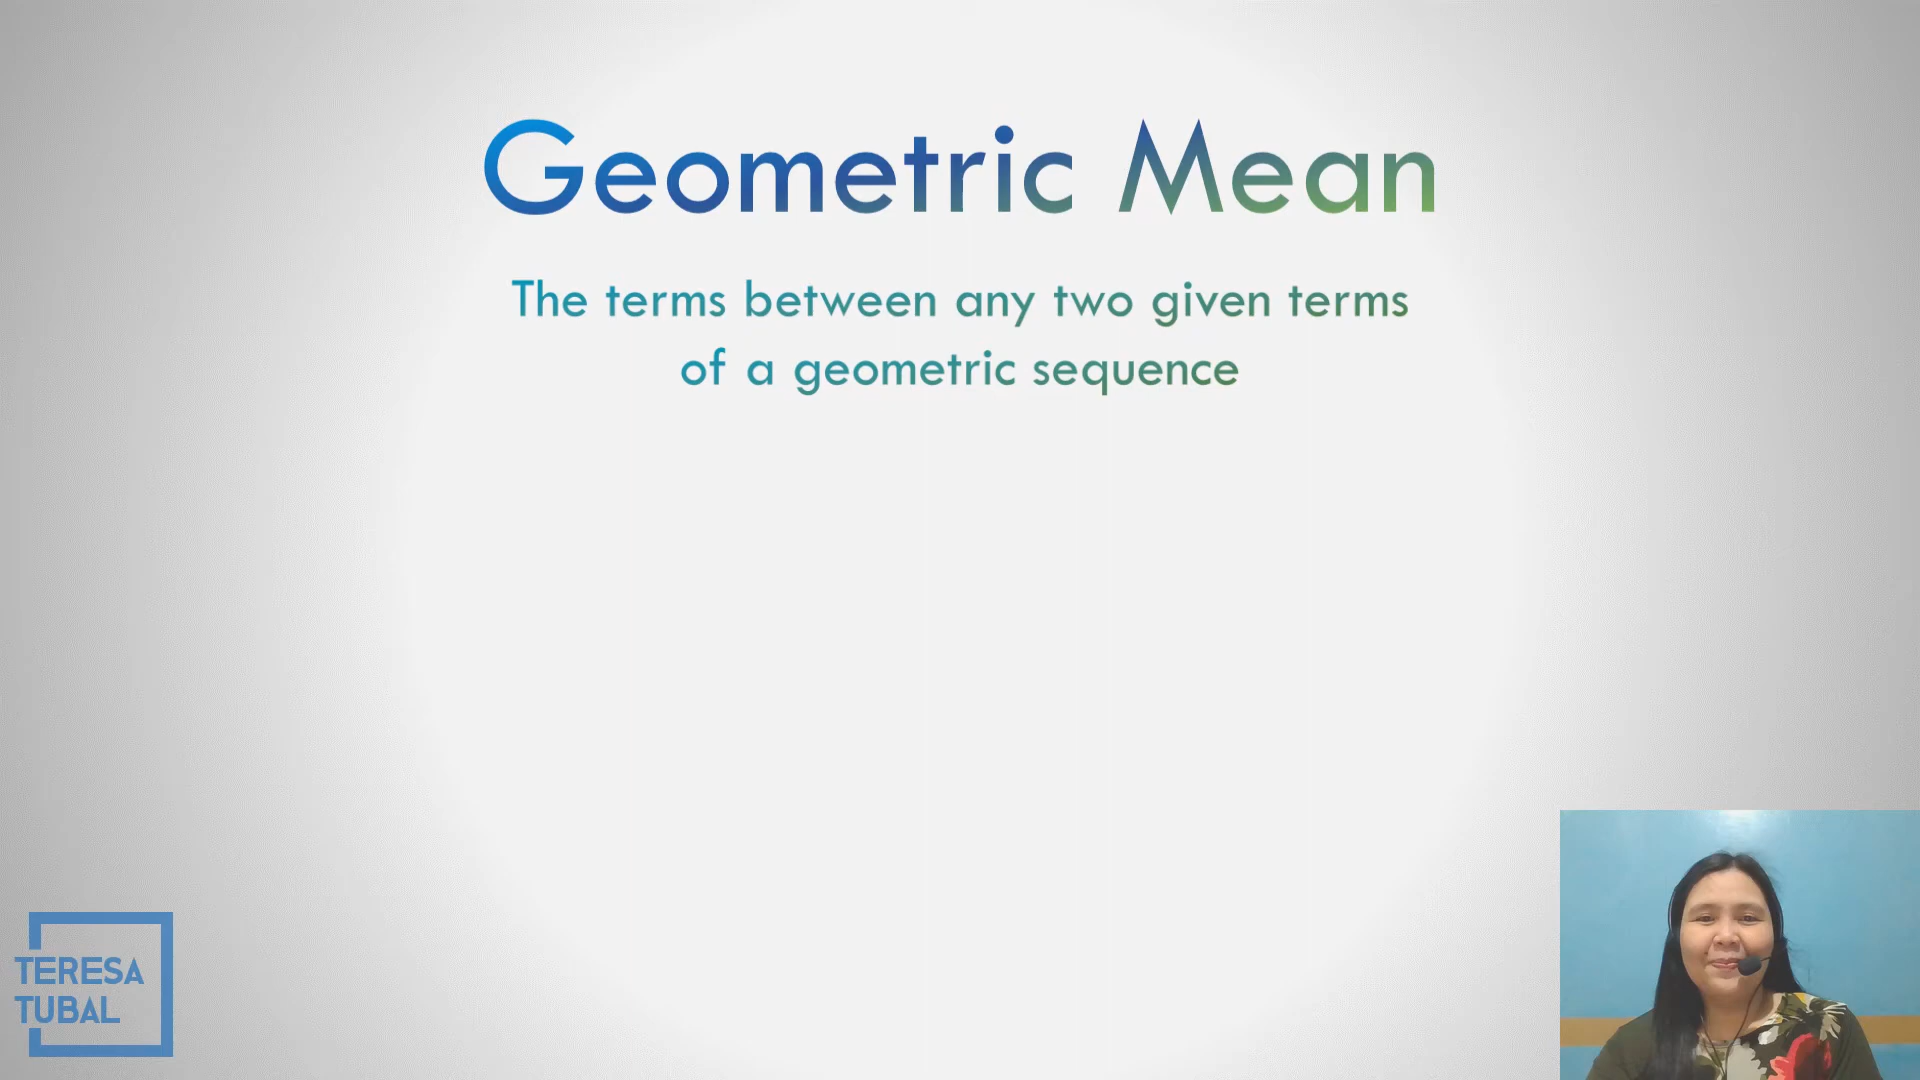 Geometric Mean
The terms between any two given terms
of a geometric sequence
TERESA
TUBAL